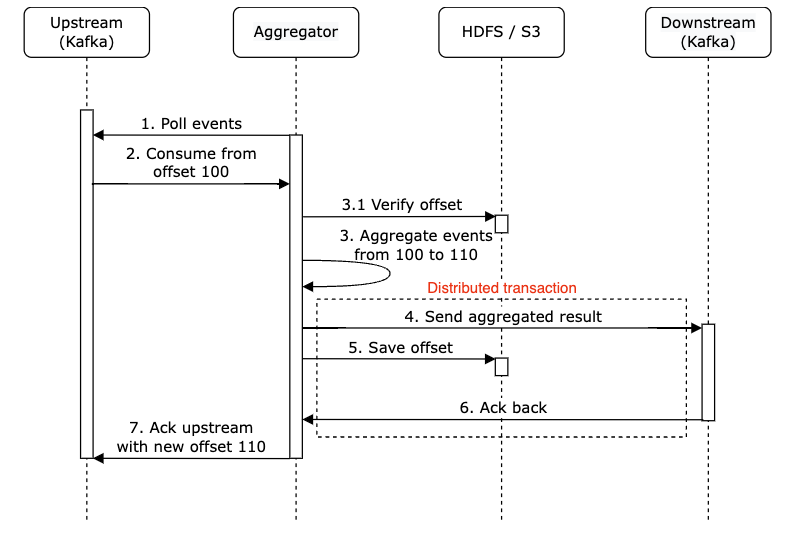 Upstream
(Kafka)
Aggregator
HDFS / S3
Downstream
(Kafka)
1. Poll events
2. Consume from
offset 100
3.1 Verify offset
3. Aggregate events
from 100 to 110
Distributed transaction
4. Send aggregated result
5. Save offset
6. Ack back
7. Ack upstream
with new offset 110